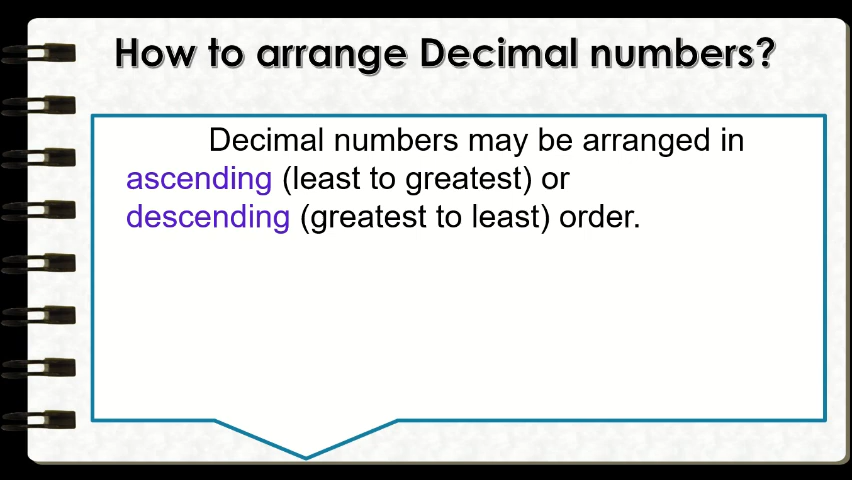 How to arrange Decimal numbers?
Decimal numbers may be arranged in
ascending (least to greatest) or
descending (greatest to least) order.